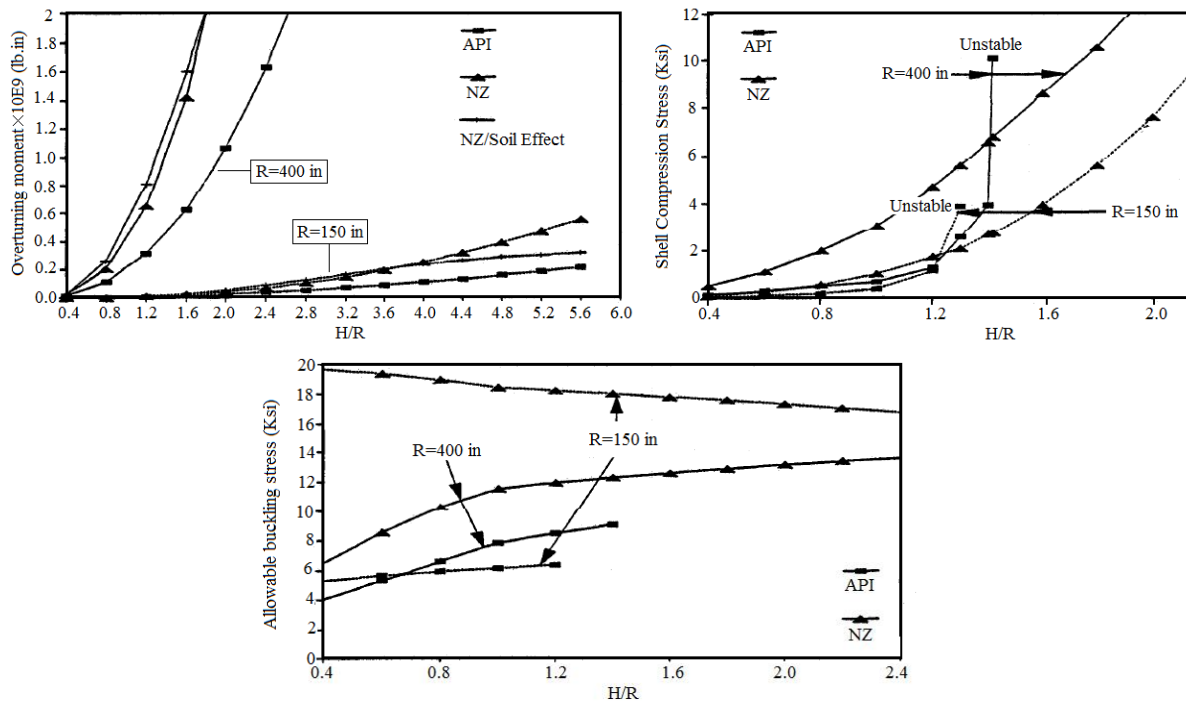 2
1.8
1.6
1.4
1.2
1.0
0.8
0.6
0.4
0.2
0.0
Overturning moment×10E9 (lb.in)
API
NZ
NZ/Soil Effect
R=400 in
R=150 in
0.4 0.8 1.2 1.6 2.0 2.4 2.8 3.2 3.6 4.0 4.4 4.8 5.2 5.6 6.0
H/R
12
10
8
6
4
2
0
Shell Compression Stress (Ksi)
API
NZ
Unstable
R=400 in
Unstable
R=150 in
0.4 0.8 1.2 1.6 2.0
H/R
20
18
16
14
12
10
8
6
4
2
0
Allowable buckling stress (Ksi)
R=400 in
R=150 in
API
NZ
0.4 0.8 1.2 1.6 2.0 2.4
H/R